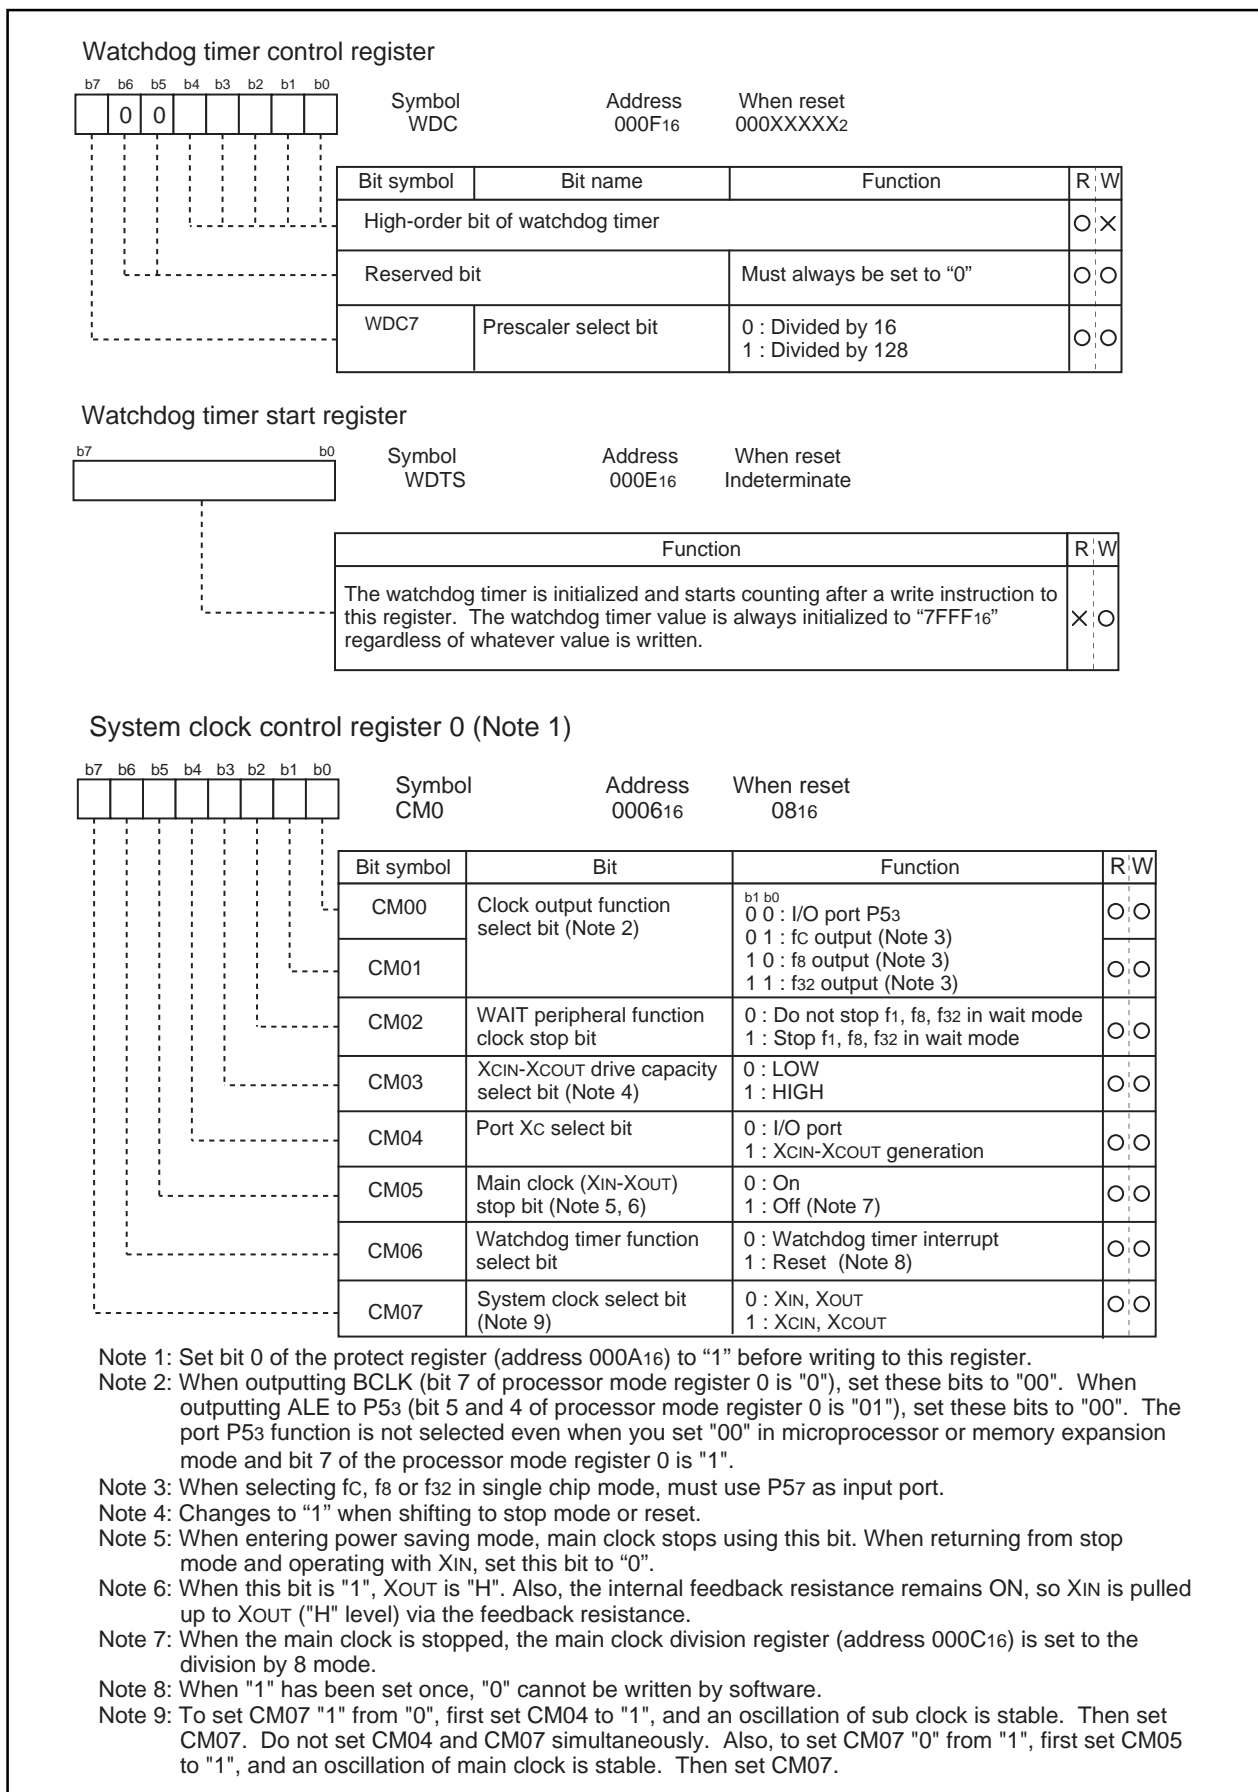 Watchdog timer control register
b7 b6 b5 b4 b3 b2 b1 b0
0 0
Symbol Address When reset
WDC 000F16 000XXXXX2
Bit symbol Bit name Function R W
High-order bit of watchdog timer
Reserved bit Must always be set to “0”
WDC7 Prescaler select bit 0 : Divided by 16
1 : Divided by 128
Watchdog timer start register
b7 b0
Symbol Address When reset
WDTS 000E16 Indeterminate
Function R W
The watchdog timer is initialized and starts counting after a write instruction to
this register. The watchdog timer value is always initialized to “7FFF16”
regardless of whatever value is written.
System clock control register 0 (Note 1)
b7 b6 b5 b4 b3 b2 b1 b0
Symbol Address When reset
CM0 000616 0816
Bit symbol Bit Function R W
CM00 Clock output function
select bit (Note 2)
b1 b0
0 0 : I/O port P53
0 1 : fC output (Note 3)
CM01 1 0 : f8 output (Note 3)
1 1 : f32 output (Note 3)
CM02 WAIT peripheral function
clock stop bit
0 : Do not stop f1, f8, f32 in wait mode
1 : Stop f1, f8, f32 in wait mode
CM03 XCIN-XCOUT drive capacity
select bit (Note 4)
0 : LOW
1 : HIGH
CM04 Port XC select bit 0 : I/O port
1 : XCIN-XCOUT generation
CM05 Main clock (XIN-XOUT)
stop bit (Note 5, 6)
0 : On
1 : Off (Note 7)
CM06 Watchdog timer function
select bit
0 : Watchdog timer interrupt
1 : Reset (Note 8)
CM07 System clock select bit
(Note 9)
0 : XIN, XOUT
1 : XCIN, XCOUT
Note 1: Set bit 0 of the protect register (address 000A16) to “1” before writing to this register.
Note 2: When outputting BCLK (bit 7 of processor mode register 0 is "0"), set these bits to "00". When
outputting ALE to P53 (bit 5 and 4 of processor mode register 0 is "01"), set these bits to "00". The
port P53 function is not selected even when you set "00" in microprocessor or memory expansion
mode and bit 7 of the processor mode register 0 is "1".
Note 3: When selecting fC, f8 or f32 in single chip mode, must use P57 as input port.
Note 4: Changes to “1” when shifting to stop mode or reset.
Note 5: When entering power saving mode, main clock stops using this bit. When returning from stop
mode and operating with XIN, set this bit to “0”.
Note 6: When this bit is "1", XOUT is "H". Also, the internal feedback resistance remains ON, so XIN is pulled
up to XOUT ("H" level) via the feedback resistance.
Note 7: When the main clock is stopped, the main clock division register (address 000C16) is set to the
division by 8 mode.
Note 8: When "1" has been set once, "0" cannot be written by software.
Note 9: To set CM07 "1" from "0", first set CM04 to "1", and an oscillation of sub clock is stable. Then set
CM07. Do not set CM04 and CM07 simultaneously. Also, to set CM07 "0" from "1", first set CM05
to "1", and an oscillation of main clock is stable. Then set CM07.